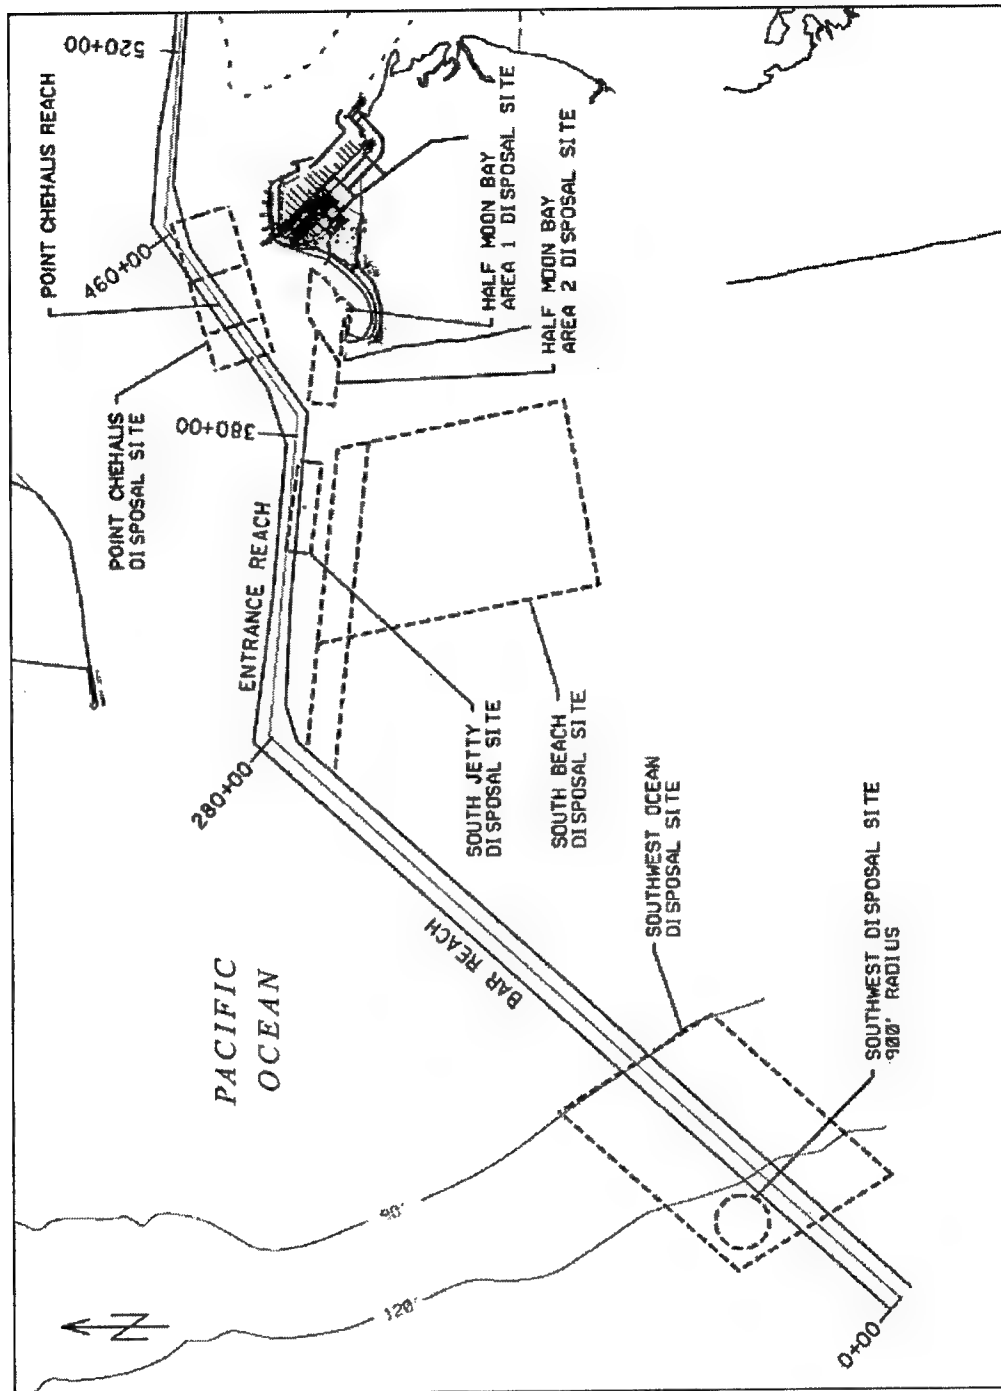 520+00
POINT CHEHALIS REACH
460+00
POINT CHEHALIS
DISPOSAL SITE
380+00
HALF MOON BAY
AREA 1 DISPOSAL SITE
HALF MOON BAY
AREA 2 DISPOSAL SITE
ENTRANCE REACH
280+00
SOUTH JETTY
DISPOSAL SITE
SOUTH BEACH
DISPOSAL SITE
SOUTHWEST OCEAN
DISPOSAL SITE
SOUTHWEST DISPOSAL SITE
900' RADIUS
BAR REACH
PACIFIC
OCEAN
90'
120'
N
0+00